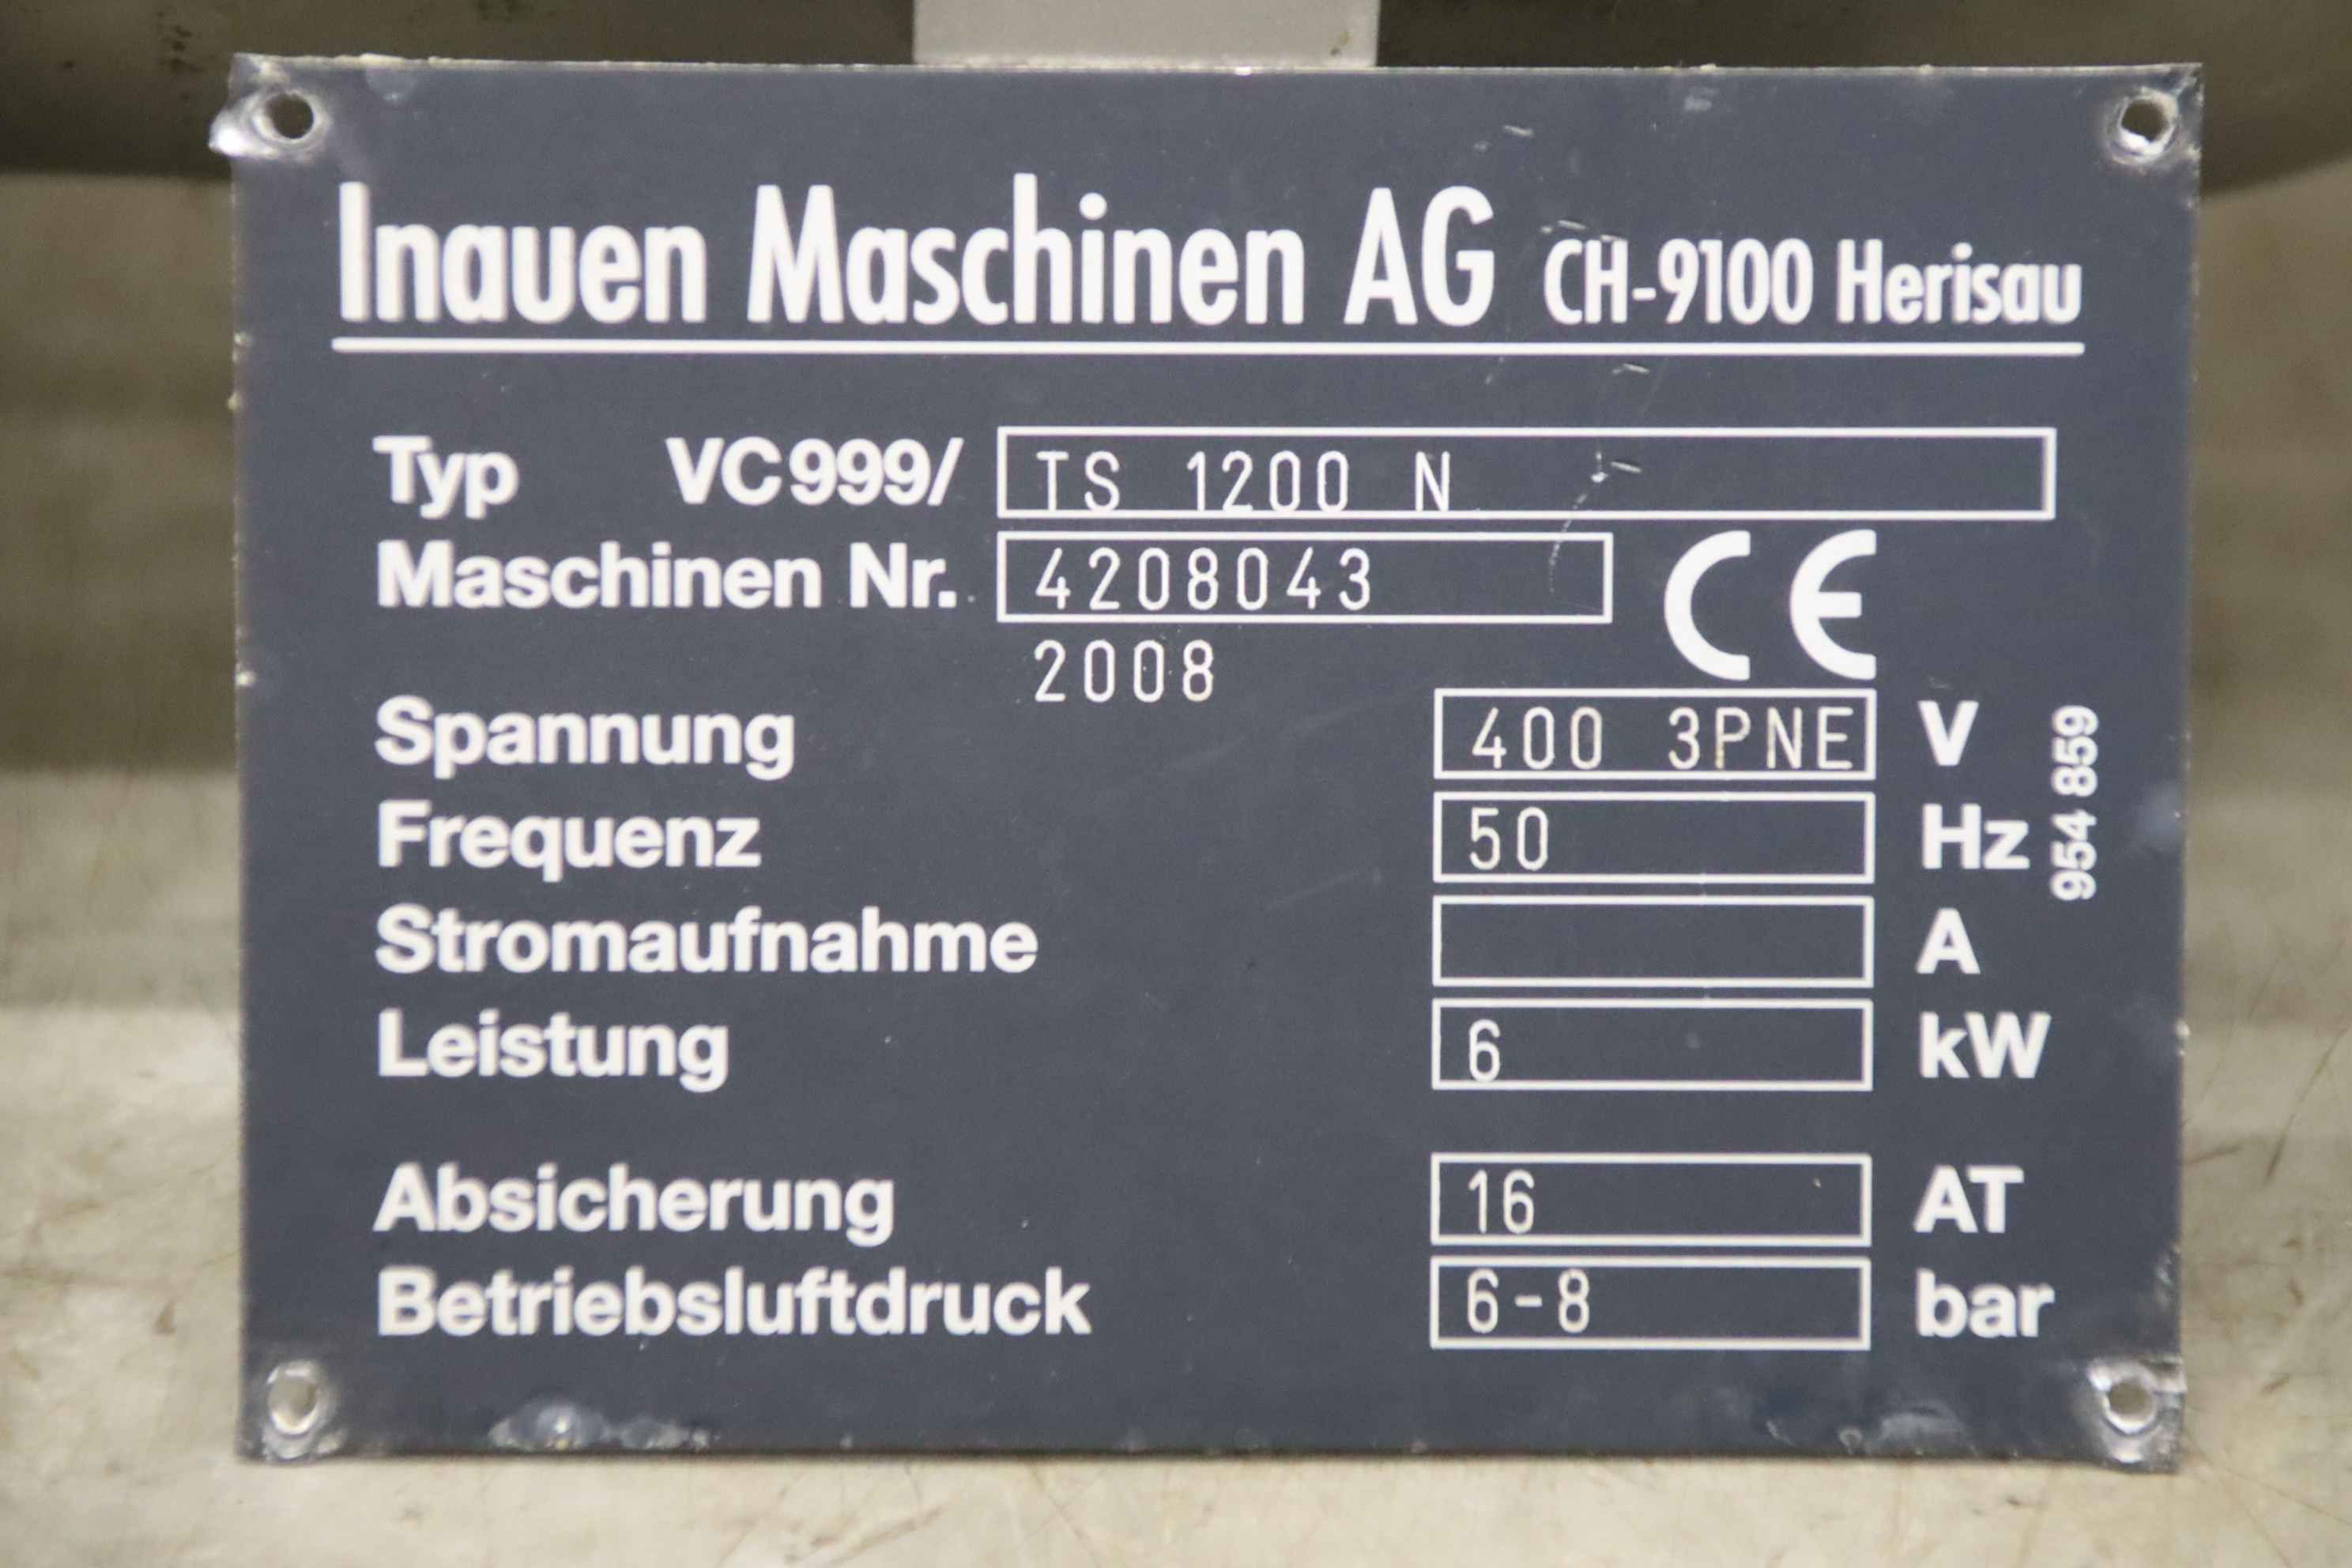 Inauen Maschinen AG CH-9100 Herisau
Typ VC999/ TS 1200 N
Maschinen Nr. 4208043
CE
2008
Spannung 400 3PNE V
Frequenz 50 Hz
Stromaufnahme A
Leistung 6 kW
Absicherung 16 AT
Betriebsluftdruck 6-8 bar
954 859